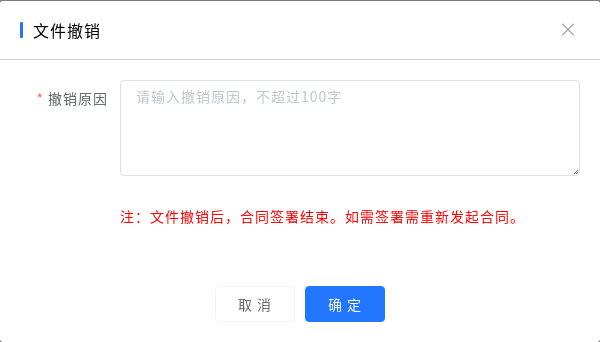 文件撤销
* 撤销原因
请输入撤销原因，不超过100字
注：文件撤销后，合同签署结束。如需签署需重新发起合同。
取 消
确 定